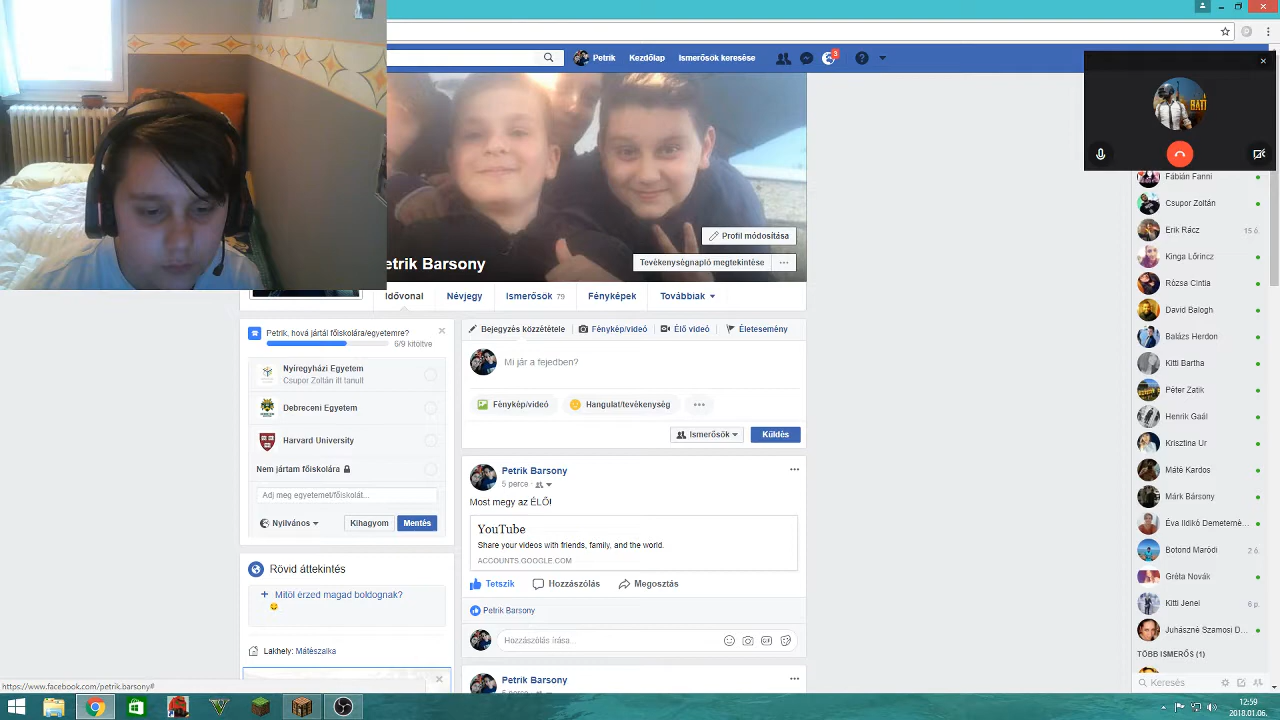 Petrik
Kezdőlap
Ismerősök keresése
3
Profil módosítása
etrik Barsony
Tevékenységnapló megtekintése
Idővonal
Névjegy
Ismerősök 79
Fényképek
Továbbiak
Petrik, hová jártál főiskolára/egyetemre?
6/9 kitöltve
Nyíregyházi Egyetem
Csupor Zoltán itt tanult
Debreceni Egyetem
Harvard University
Nem jártam főiskolára
Adj meg egyetemet/főiskolát...
Nyilvános
Kihagyom
Mentés
Rövid áttekintés
Mitől érzed magad boldognak?
Lakhely: Mátészalka
Bejegyzés közzététele
Fénykép/videó
Élő videó
Életesemény
Mi jár a fejedben?
Fénykép/videó
Hangulat/tevékenység
Ismerősök
Küldés
Petrik Barsony
5 perce
Most megy az ÉLŐ!
YouTube
Share your videos with friends, family, and the world.
ACCOUNTS.GOOGLE.COM
Tetszik
Hozzászólás
Megosztás
Petrik Barsony
Hozzászólás írása...
Petrik Barsony
5 perce
Fábián Fanni
Csupor Zoltán
Erik Rácz
15 ó.
Kinga Lőrincz
Rózsa Cintia
David Balogh
Balázs Herdon
Kitti Bartha
Péter Zatik
Henrik Gaál
Krisztina Ur
Máté Kardos
Márk Bársony
Éva Ildikó Demeterné...
Botond Maródi
2 ó.
Gréta Novák
Kitti Jenei
6 p.
Juhászné Szamosi D...
TÖBB ISMERŐS (1)
Keresés
https://www.facebook.com/petrik.barsony#
12:59
2018.01.06.